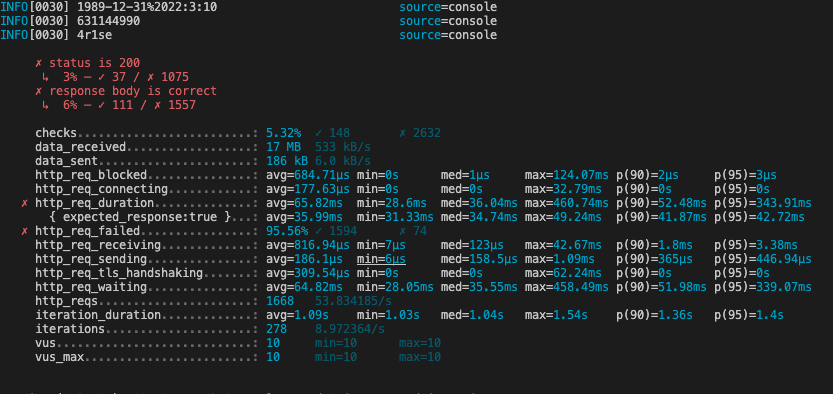 INFO[0030] 1989-12-31%2022:3:10 source=console
INFO[0030] 631144990 source=console
INFO[0030] 4r1se source=console
✗ status is 200
↳ 3% — ✓ 37 / ✗ 1075
✗ response body is correct
↳ 6% — ✓ 111 / ✗ 1557
checks.........................: 5.32% ✓ 148 ✗ 2632
data_received..................: 17 MB 533 kB/s
data_sent......................: 186 kB 6.0 kB/s
http_req_blocked...............: avg=684.71µs min=0s med=1µs max=124.07ms p(90)=2µs p(95)=3µs
http_req_connecting............: avg=177.63µs min=0s med=0s max=32.79ms p(90)=0s p(95)=0s
✗ http_req_duration..............: avg=65.82ms min=28.6ms med=36.04ms max=460.74ms p(90)=52.48ms p(95)=343.91ms
{ expected_response:true }...: avg=35.99ms min=31.33ms med=34.74ms max=49.24ms p(90)=41.87ms p(95)=42.72ms
✗ http_req_failed................: 95.56% ✓ 1594 ✗ 74
http_req_receiving.............: avg=816.94µs min=7µs med=123µs max=42.67ms p(90)=1.8ms p(95)=3.38ms
http_req_sending...............: avg=186.1µs min=6µs med=158.5µs max=1.09ms p(90)=365µs p(95)=446.94µs
http_req_tls_handshaking.......: avg=309.54µs min=0s med=0s max=62.24ms p(90)=0s p(95)=0s
http_req_waiting...............: avg=64.82ms min=28.05ms med=35.55ms max=458.49ms p(90)=51.98ms p(95)=339.07ms
http_reqs......................: 1668 53.834185/s
iteration_duration.............: avg=1.09s min=1.03s med=1.04s max=1.54s p(90)=1.36s p(95)=1.4s
iterations.....................: 278 8.972364/s
vus............................: 10 min=10 max=10
vus_max........................: 10 min=10 max=10